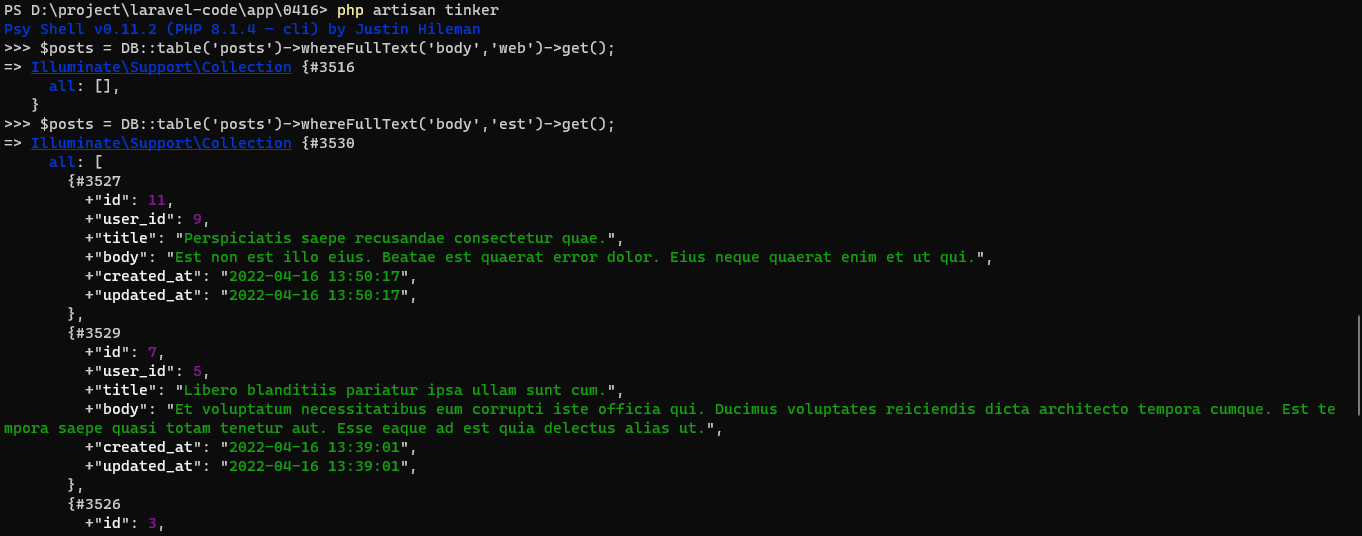 PS D:\project\laravel-code\app\0416> php artisan tinker
Psy Shell v0.11.2 (PHP 8.1.4 — cli) by Justin Hileman
>>> $posts = DB::table('posts')->whereFullText('body','web')->get();
=> Illuminate\Support\Collection {#3516
     all: [],
   }
>>> $posts = DB::table('posts')->whereFullText('body','est')->get();
=> Illuminate\Support\Collection {#3530
     all: [
       {#3527
         +"id": 11,
         +"user_id": 9,
         +"title": "Perspiciatis saepe recusandae consectetur quae.",
         +"body": "Est non est illo eius. Beatae est quaerat error dolor. Eius neque quaerat enim et ut qui.",
         +"created_at": "2022-04-16 13:50:17",
         +"updated_at": "2022-04-16 13:50:17",
       },
       {#3529
         +"id": 7,
         +"user_id": 5,
         +"title": "Libero blanditiis pariatur ipsa ullam sunt cum.",
         +"body": "Et voluptatum necessitatibus eum corrupti iste officia qui. Ducimus voluptates reiciendis dicta architecto tempora cumque. Est te
mpora saepe quasi totam tenetur aut. Esse eaque ad est quia delectus alias ut.",
         +"created_at": "2022-04-16 13:39:01",
         +"updated_at": "2022-04-16 13:39:01",
       },
       {#3526
         +"id": 3,